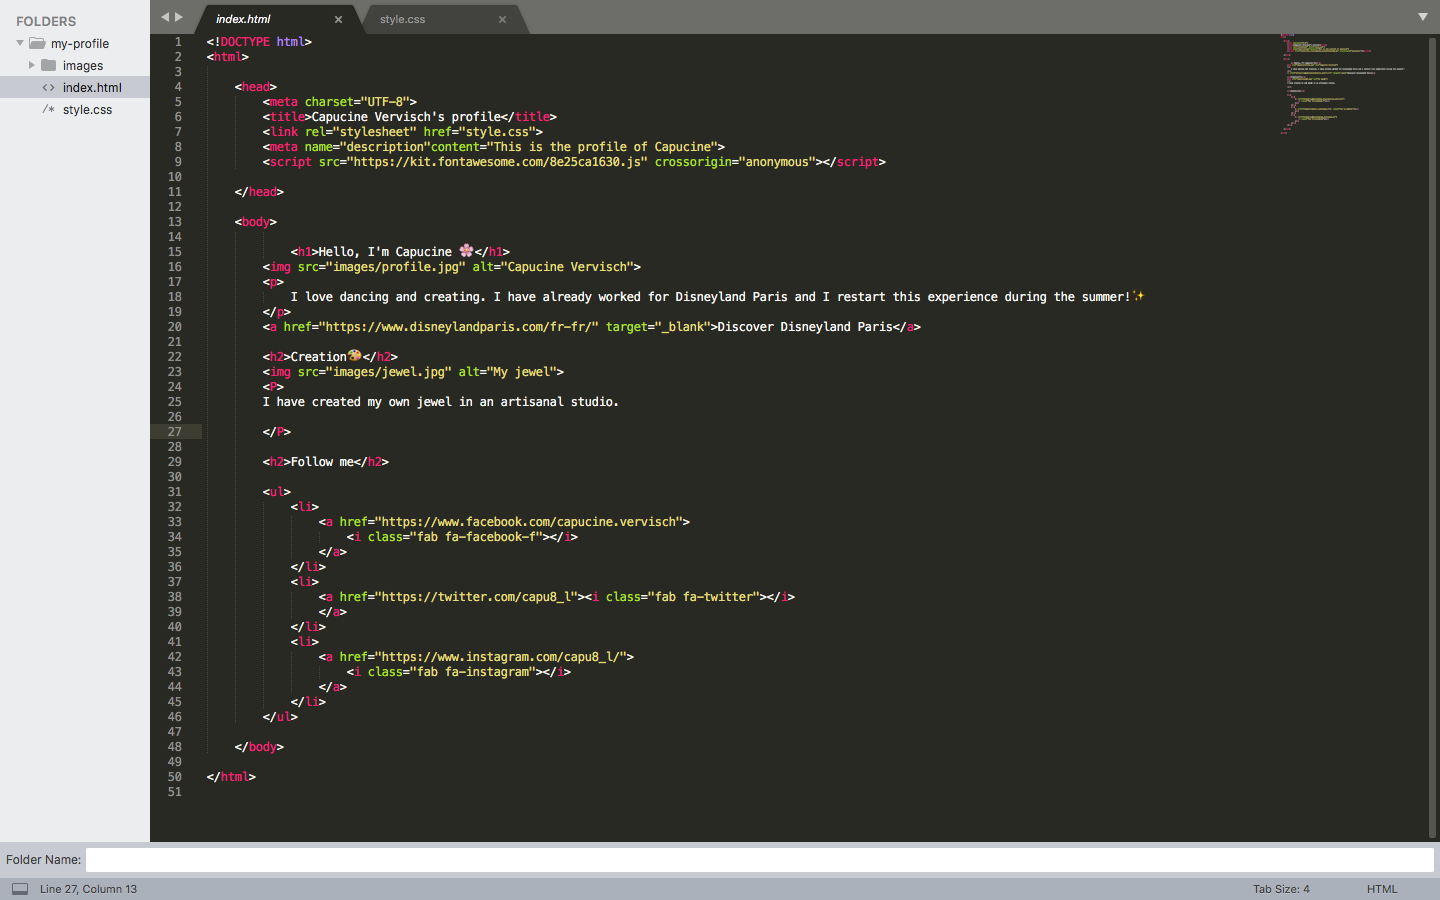 FOLDERS
my-profile
images
<> index.html
/* style.css
index.html × style.css ×
1 <!DOCTYPE html>
2 <html>
3
4 <head>
5 <meta charset="UTF-8">
6 <title>Capucine Vervisch's profile</title>
7 <link rel="stylesheet" href="style.css">
8 <meta name="description"content="This is the profile of Capucine">
9 <script src="https://kit.fontawesome.com/8e25ca1630.js" crossorigin="anonymous"></script>
10
11 </head>
12
13 <body>
14
15 <h1>Hello, I'm Capucine 🌸</h1>
16 <img src="images/profile.jpg" alt="Capucine Vervisch">
17 <p>
18 I love dancing and creating. I have already worked for Disneyland Paris and I restart this experience during the summer!✨
19 </p>
20 <a href="https://www.disneylandparis.com/fr-fr/" target="_blank">Discover Disneyland Paris</a>
21
22 <h2>Creation🎨</h2>
23 <img src="images/jewel.jpg" alt="My jewel">
24 <P>
25 I have created my own jewel in an artisanal studio.
26
27 </P>
28
29 <h2>Follow me</h2>
30
31 <ul>
32 <li>
33 <a href="https://www.facebook.com/capucine.vervisch">
34 <i class="fab fa-facebook-f"></i>
35 </a>
36 </li>
37 <li>
38 <a href="https://twitter.com/capu8_l"><i class="fab fa-twitter"></i>
39 </a>
40 </li>
41 <li>
42 <a href="https://www.instagram.com/capu8_l/">
43 <i class="fab fa-instagram"></i>
44 </a>
45 </li>
46 </ul>
47
48 </body>
49
50 </html>
51
Folder Name:
Line 27, Column 13 Tab Size: 4 HTML